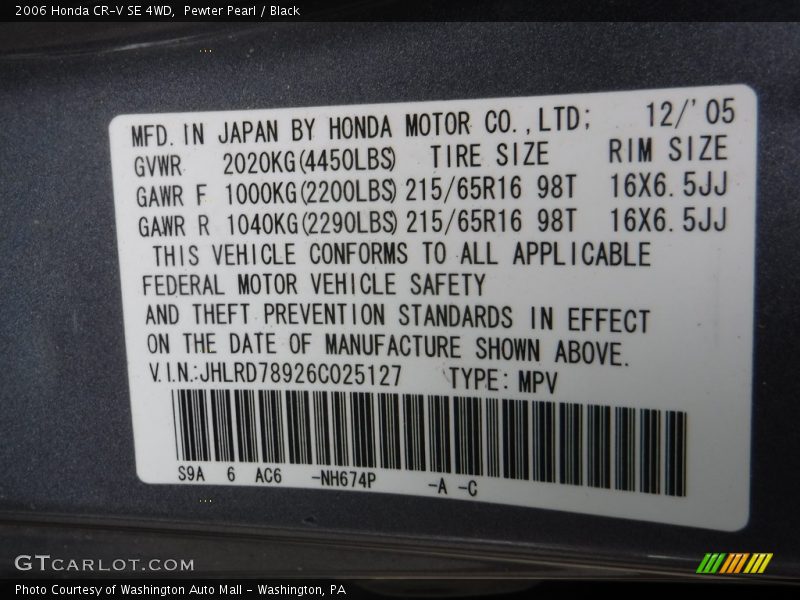 2006 Honda CR-V SE 4WD,  Pewter Pearl / Black
MFD. IN JAPAN BY HONDA MOTOR CO.,LTD; 12/'05
GVWR 2020KG(4450LBS) TIRE SIZE RIM SIZE
GAWR F 1000KG(2200LBS) 215/65R16 98T 16X6.5JJ
GAWR R 1040KG(2290LBS) 215/65R16 98T 16X6.5JJ
THIS VEHICLE CONFORMS TO ALL APPLICABLE
FEDERAL MOTOR VEHICLE SAFETY
AND THEFT PREVENTION STANDARDS IN EFFECT
ON THE DATE OF MANUFACTURE SHOWN ABOVE.
V.I.N.:JHLRD78926C025127 TYPE: MPV
S9A 6 AC6 -NH674P -A -C
GTCARLOT.COM
Photo Courtesy of Washington Auto Mall - Washington, PA